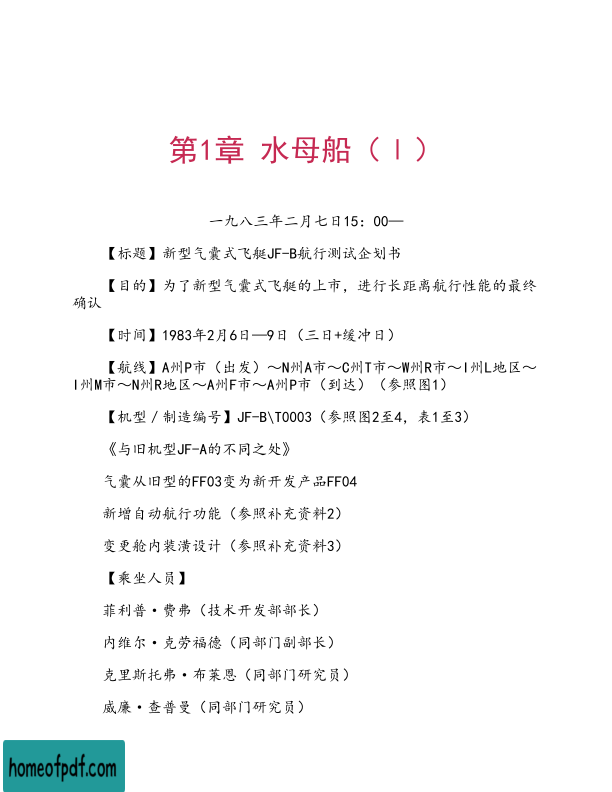 第1章 水母船（Ⅰ）
一九八三年二月七日15：00—
【标题】新型气囊式飞艇JF-B航行测试企划书
【目的】为了新型气囊式飞艇的上市，进行长距离航行性能的最终
确认
【时间】1983年2月6日—9日（三日+缓冲日）
【航线】A州P市（出发）～N州A市～C州T市～W州R市～I州L地区～
I州M市～N州R地区～A州F市～A州P市（到达）（参照图1）
【机型／制造编号】JF-B\T0003（参照图2至4，表1至3）
《与旧机型JF-A的不同之处》
气囊从旧型的FF03变为新开发产品FF04
新增自动航行功能（参照补充资料2）
变更舱内装潢设计（参照补充资料3）
【乘坐人员】
菲利普·费弗（技术开发部部长）
内维尔·克劳福德（同部门副部长）
克里斯托弗·布莱恩（同部门研究员）
威廉·查普曼（同部门研究员）
homeofpdf.com